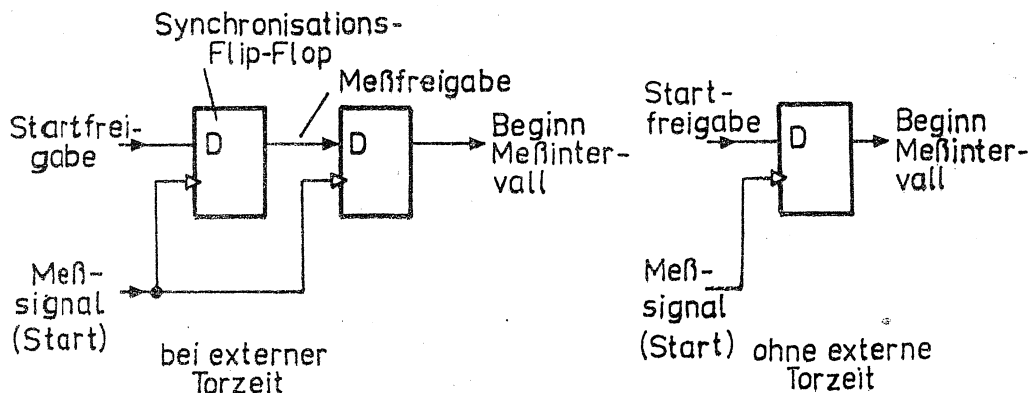 Synchronisations-
Flip-Flop
Meßfreigabe
Startfrei-
gabe
D
D
Beginn
Meßinter-
vall
Meß-
signal
(Start)
bei externer
Torzeit
Start-
freigabe
D
Beginn
Meßinter-
vall
Meß-
signal
(Start)
ohne externe
Torzeit